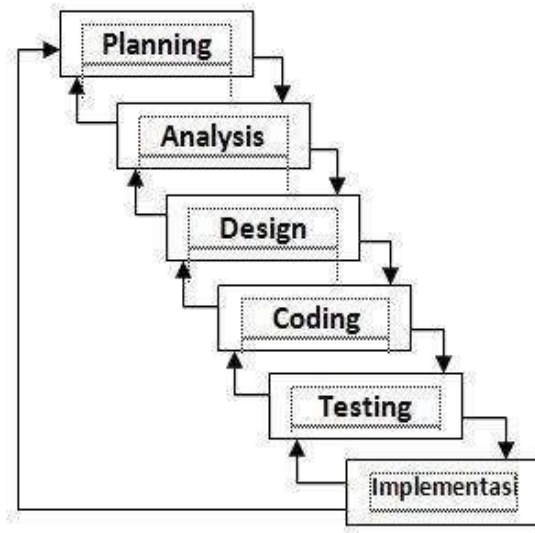 Planning
Analysis
Design
Coding
Testing
Implementasi